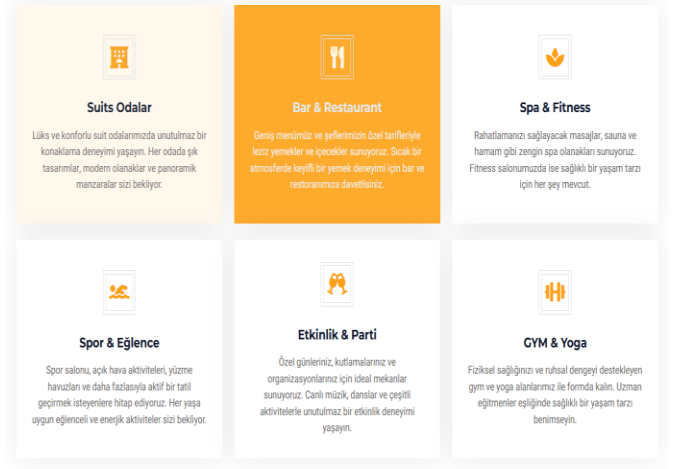 Suits Odalar
Lüks ve konforlu suit odalarımızda unutulmaz bir
konaklama deneyimi yaşayın. Her odada şık
tasarımlar, modern olanaklar ve panoramik
manzaralar sizi bekliyor.
Bar & Restaurant
Geniş menümüz ve şeflerimizin özel tarifleriyle
leziz yemekler ve içecekler sunuyoruz. Sıcak bir
atmosferde keyifli bir yemek deneyimi için bar ve
restoranımıza davetlisiniz.
Spa & Fitness
Rahatlamanızı sağlayacak masajlar, sauna ve
hamam gibi zengin spa olanakları sunuyoruz.
Fitness salonumuzda ise sağlıklı bir yaşam tarzı
için her şey mevcut.
Spor & Eğlence
Spor salonu, açık hava aktiviteleri, yüzme
havuzları ve daha fazlasıyla aktif bir tatil
geçirmek isteyenlere hitap ediyoruz. Her yaşa
uygun eğlenceli ve enerjik aktiviteler sizi bekliyor.
Etkinlik & Parti
Özel günleriniz, kutlamalarınız ve
organizasyonlarınız için ideal mekanlar
sunuyoruz. Canlı müzik, danslar ve çeşitli
aktivitelerle unutulmaz bir etkinlik deneyimi
yaşayın.
GYM & Yoga
Fiziksel sağlığınızı ve ruhsal dengeyi destekleyen
gym ve yoga alanlarımız ile formda kalın. Uzman
eğitmenler eşliğinde sağlıklı bir yaşam tarzı
benimseyin.